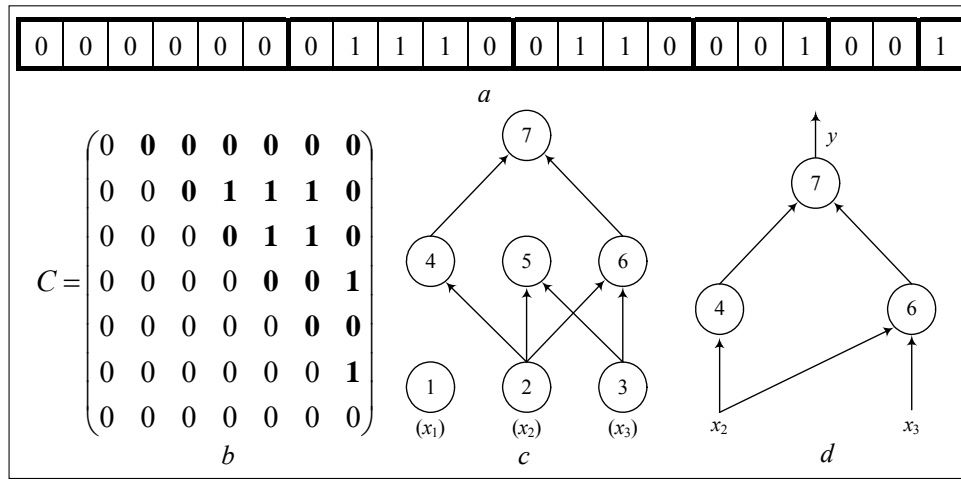 0 0 0 0 0 0 0 1 1 1 0 0 1 1 0 0 0 1 0 0 1
a
C =
0 0 0 0 0 0 0
0 0 0 1 1 1 0
0 0 0 0 1 1 0
0 0 0 0 0 0 1
0 0 0 0 0 0 0
0 0 0 0 0 0 1
0 0 0 0 0 0 0
b
7
4 5 6
1 2 3
(x₁) (x₂) (x₃)
c
y
7
4 6
x₂ x₃
d